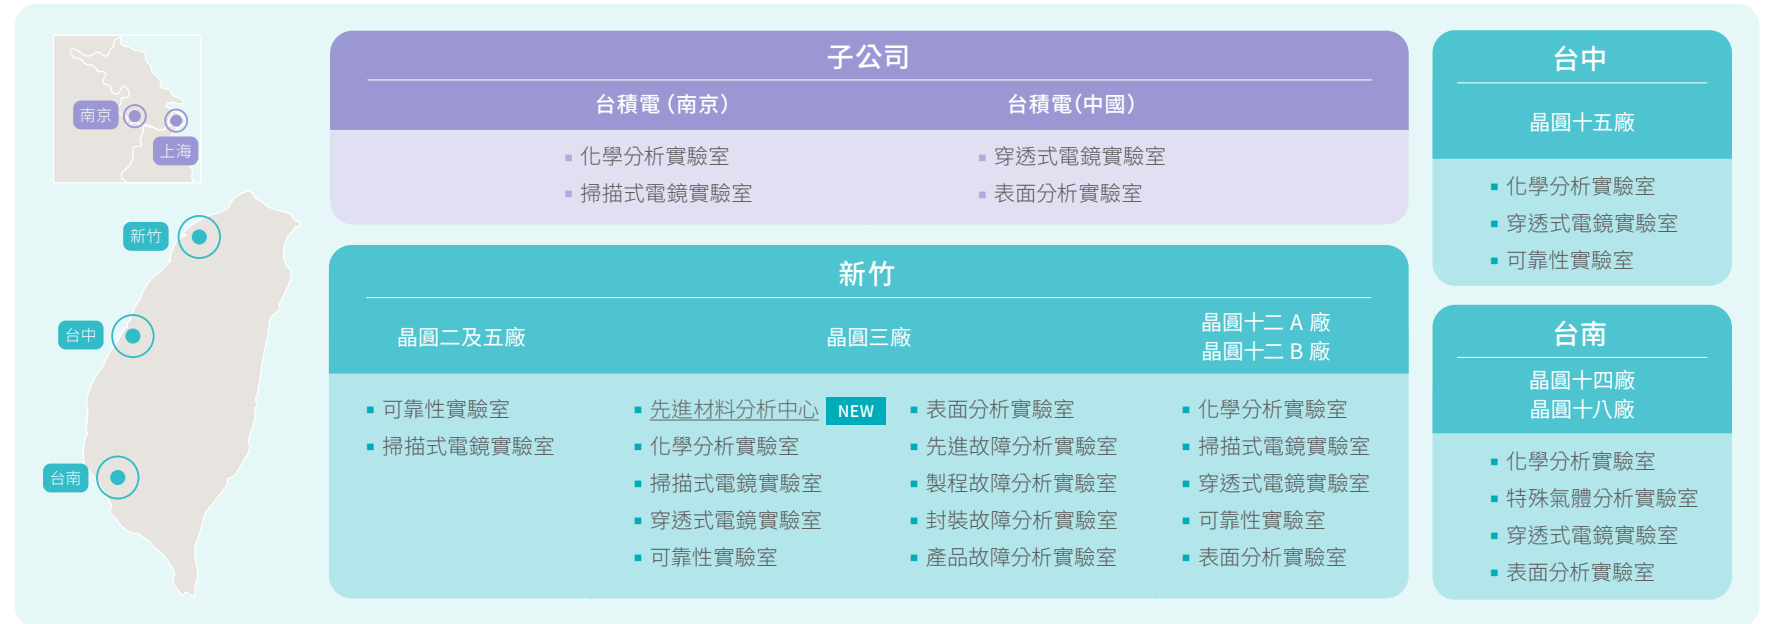 南京
上海
新竹
台中
台南
子公司
台積電（南京）
化學分析實驗室
掃描式電鏡實驗室
台積電（中國）
穿透式電鏡實驗室
表面分析實驗室
新竹
晶圓二及五廠
可靠性實驗室
掃描式電鏡實驗室
晶圓三廠
先進材料分析中心 NEW
化學分析實驗室
掃描式電鏡實驗室
穿透式電鏡實驗室
可靠性實驗室
表面分析實驗室
先進故障分析實驗室
製程故障分析實驗室
封裝故障分析實驗室
產品故障分析實驗室
晶圓十二 A 廠
晶圓十二 B 廠
化學分析實驗室
掃描式電鏡實驗室
穿透式電鏡實驗室
可靠性實驗室
表面分析實驗室
台中
晶圓十五廠
化學分析實驗室
穿透式電鏡實驗室
可靠性實驗室
台南
晶圓十四廠
晶圓十八廠
化學分析實驗室
特殊氣體分析實驗室
穿透式電鏡實驗室
表面分析實驗室